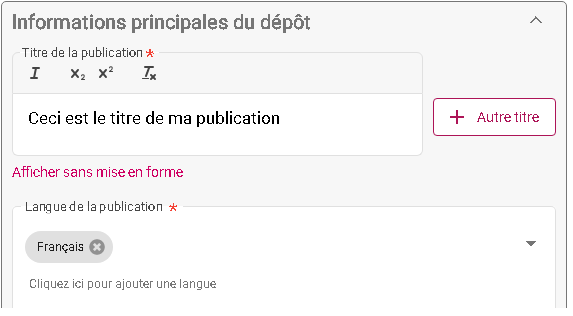 Informations principales du dépôt
Titre de la publication *
I x₂ x² Tx
Ceci est le titre de ma publication
+ Autre titre
Afficher sans mise en forme
Langue de la publication *
Français
Cliquez ici pour ajouter une langue